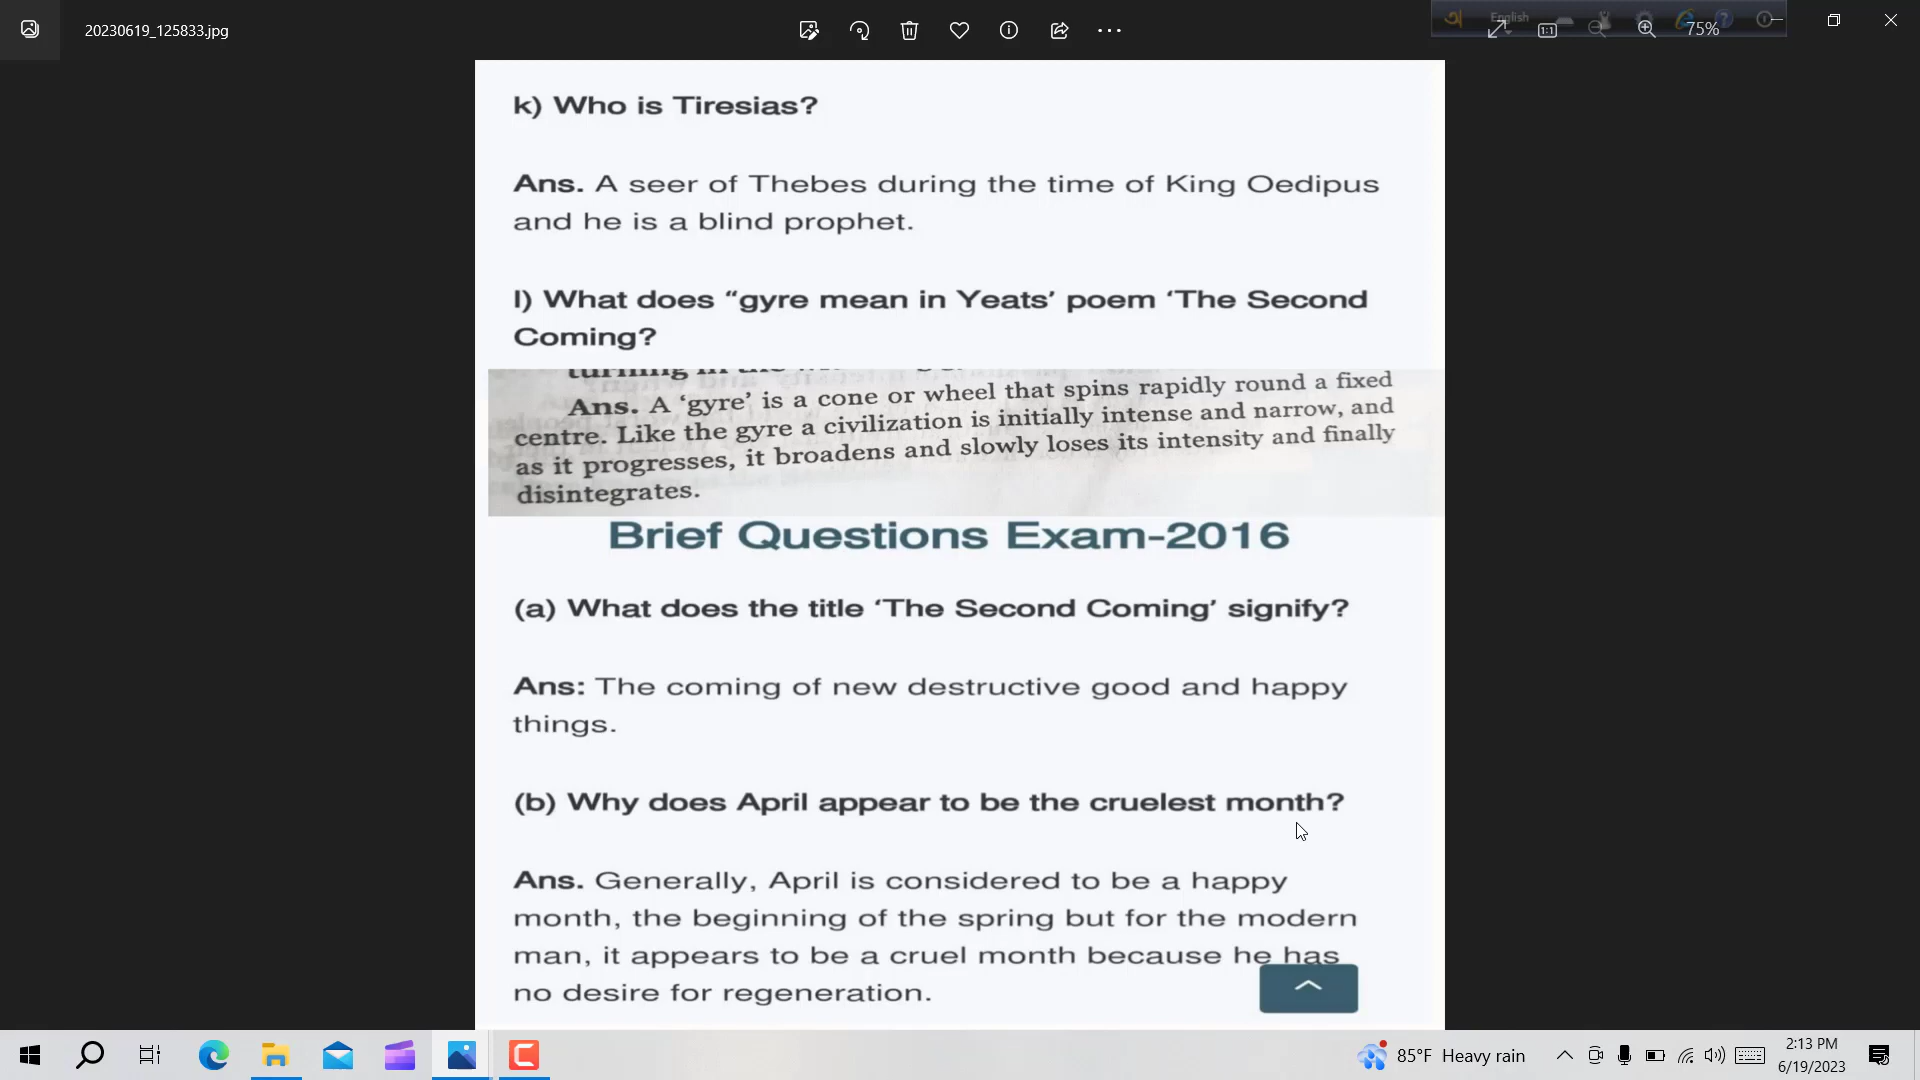 20230619_125833.jpg
English
75%
k) Who is Tiresias?
Ans. A seer of Thebes during the time of King Oedipus
and he is a blind prophet.
l) What does “gyre mean in Yeats’ poem ‘The Second
Coming?
turning in the
Ans. A ‘gyre’ is a cone or wheel that spins rapidly round a fixed
centre. Like the gyre a civilization is initially intense and narrow, and
as it progresses, it broadens and slowly loses its intensity and finally
disintegrates.
Brief Questions Exam-2016
(a) What does the title ‘The Second Coming’ signify?
Ans: The coming of new destructive good and happy
things.
(b) Why does April appear to be the cruelest month?
Ans. Generally, April is considered to be a happy
month, the beginning of the spring but for the modern
man, it appears to be a cruel month because he has
no desire for regeneration.
85°F Heavy rain
2:13 PM
6/19/2023